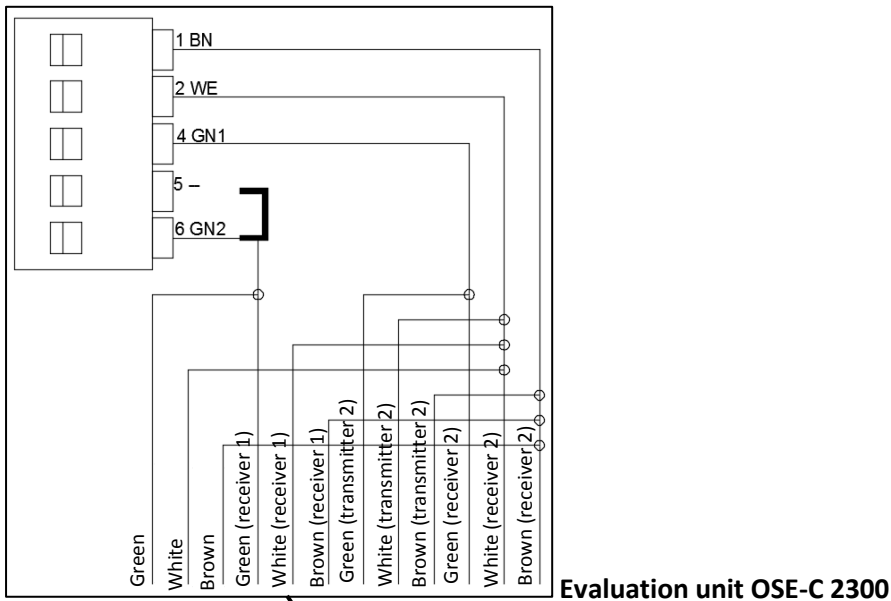 1 BN
2 WE
4 GN1
5 –
6 GN2
Green
White
Brown
Green (receiver 1)
White (receiver 1)
Brown (receiver 1)
Green (transmitter 2)
White (transmitter 2)
Brown (transmitter 2)
Green (receiver 2)
White (receiver 2)
Brown (receiver 2)
Evaluation unit OSE-C 2300